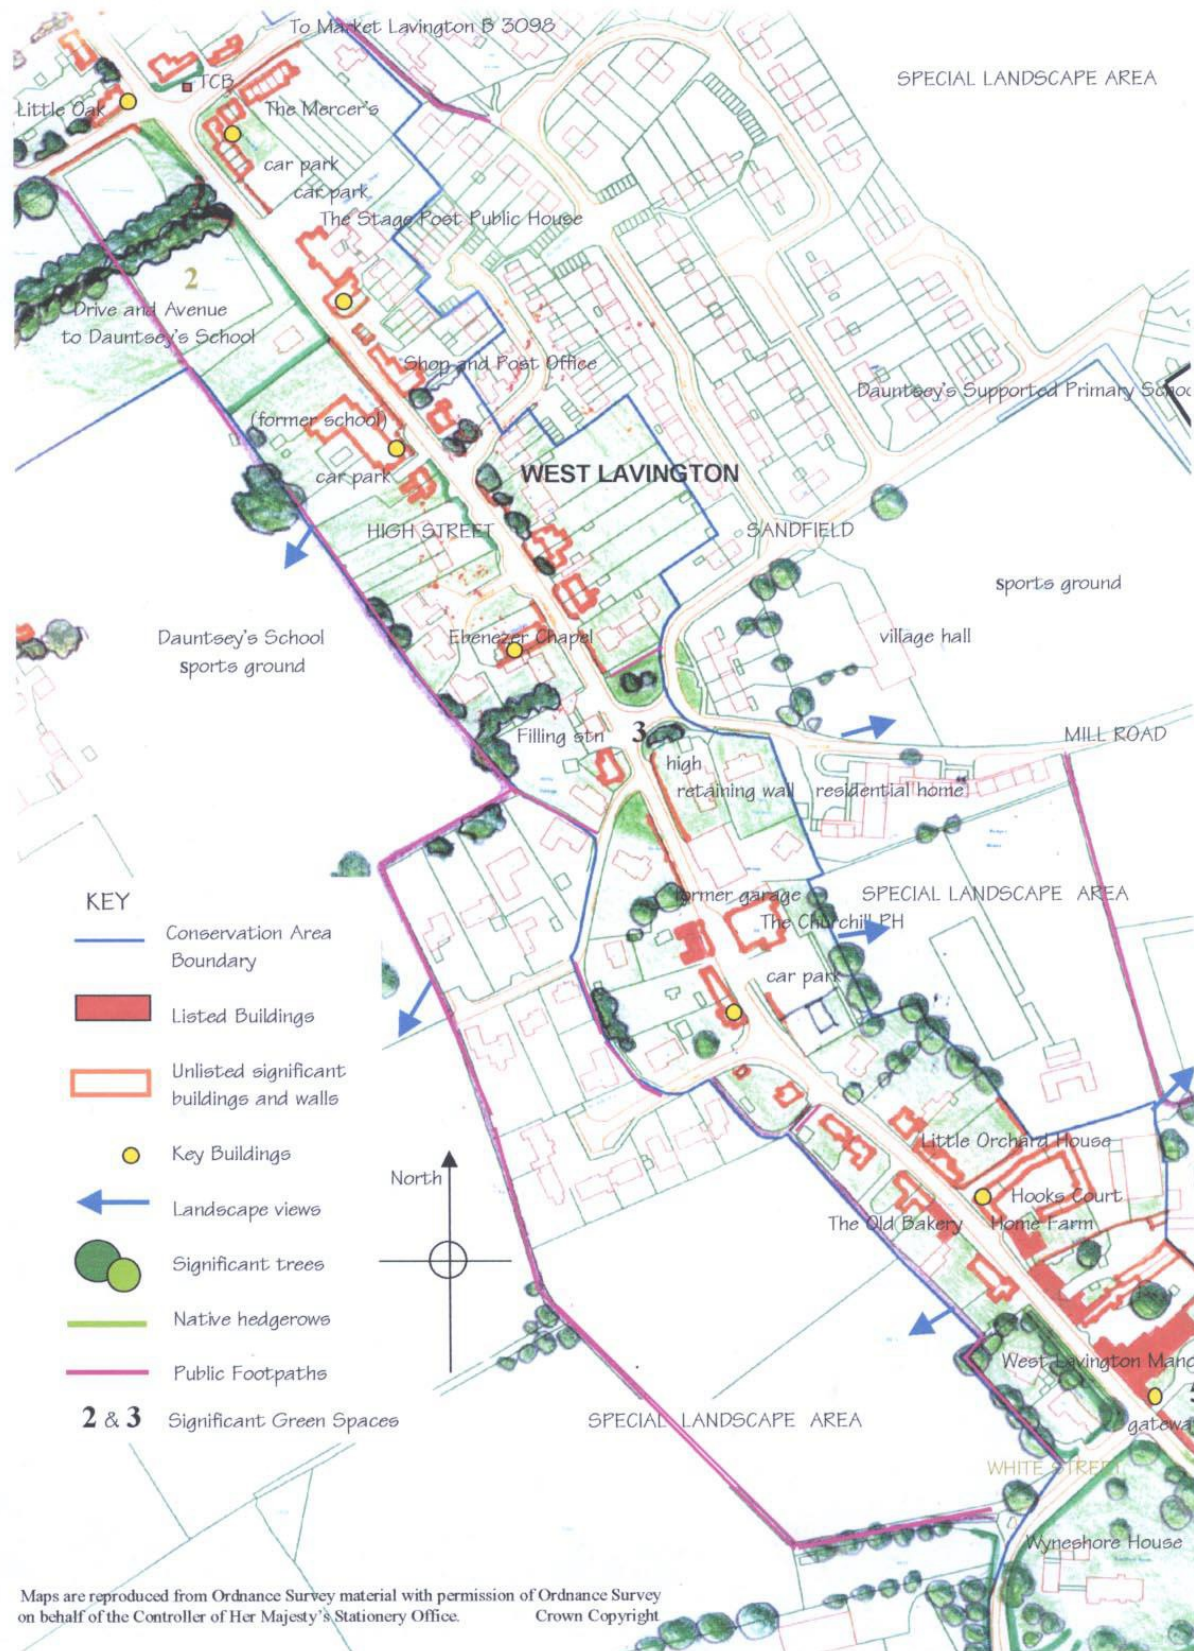 To Market Lavington B 3098
SPECIAL LANDSCAPE AREA
TCB
Little Oak
The Mercer's
car park
car park
The Stage Post Public House
2
Drive and Avenue
to Dauntsey's School
Shop and Post Office
Dauntsey's Supported Primary Schoo
(former school)
car park
WEST LAVINGTON
HIGH STREET
SANDFIELD
sports ground
Dauntsey's School
sports ground
Ebenezer Chapel
village hall
Filling stn
3
MILL ROAD
high
retaining wall
residential home
KEY
Conservation Area
Boundary
Listed Buildings
Unlisted significant
buildings and walls
Key Buildings
Landscape views
Significant trees
Native hedgerows
Public Footpaths
2 & 3 Significant Green Spaces
former garage
SPECIAL LANDSCAPE AREA
The Churchill PH
car park
North
Little Orchard House
Hooks Court
The Old Bakery
Home Farm
West Lavington Mano
gatewa
SPECIAL LANDSCAPE AREA
WHITE STREET
Wyneshore House
Maps are reproduced from Ordnance Survey material with permission of Ordnance Survey
on behalf of the Controller of Her Majesty's Stationery Office. Crown Copyright